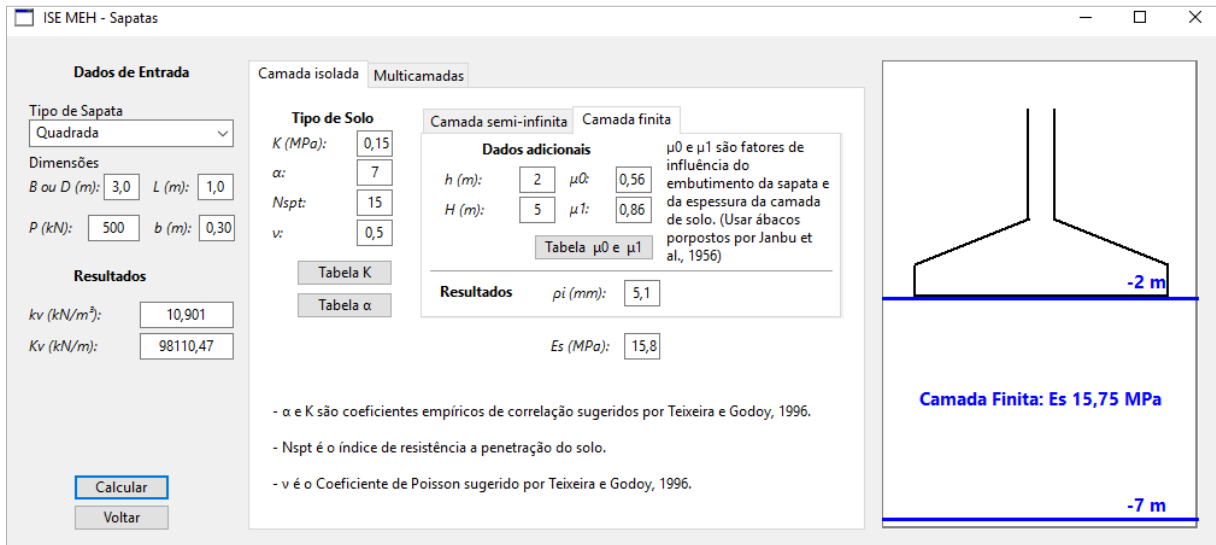 ISE MEH - Sapatas
Dados de Entrada
Tipo de Sapata
Quadrada
Dimensões
B ou D (m): 3,0 L (m): 1,0
P (kN): 500 b (m): 0,30
Resultados
kv (kN/m³): 10,901
Kv (kN/m): 98110,47
Calcular
Voltar
Camada isolada Multicamadas
Tipo de Solo
K (MPa): 0,15
α: 7
Nspt: 15
ν: 0,5
Tabela K
Tabela α
Camada semi-infinita Camada finita
Dados adicionais
h (m): 2 μ0: 0,56
H (m): 5 μ1: 0,86
Tabela μ0 e μ1
μ0 e μ1 são fatores de
influência do
embutimento da sapata e
da espessura da camada
de solo. (Usar ábacos
porpostos por Janbu et
al., 1956)
Resultados ρi (mm): 5,1
Es (MPa): 15,8
- α e K são coeficientes empíricos de correlação sugeridos por Teixeira e Godoy, 1996.
- Nspt é o índice de resistência a penetração do solo.
- ν é o Coeficiente de Poisson sugerido por Teixeira e Godoy, 1996.
-2 m
Camada Finita: Es 15,75 MPa
-7 m